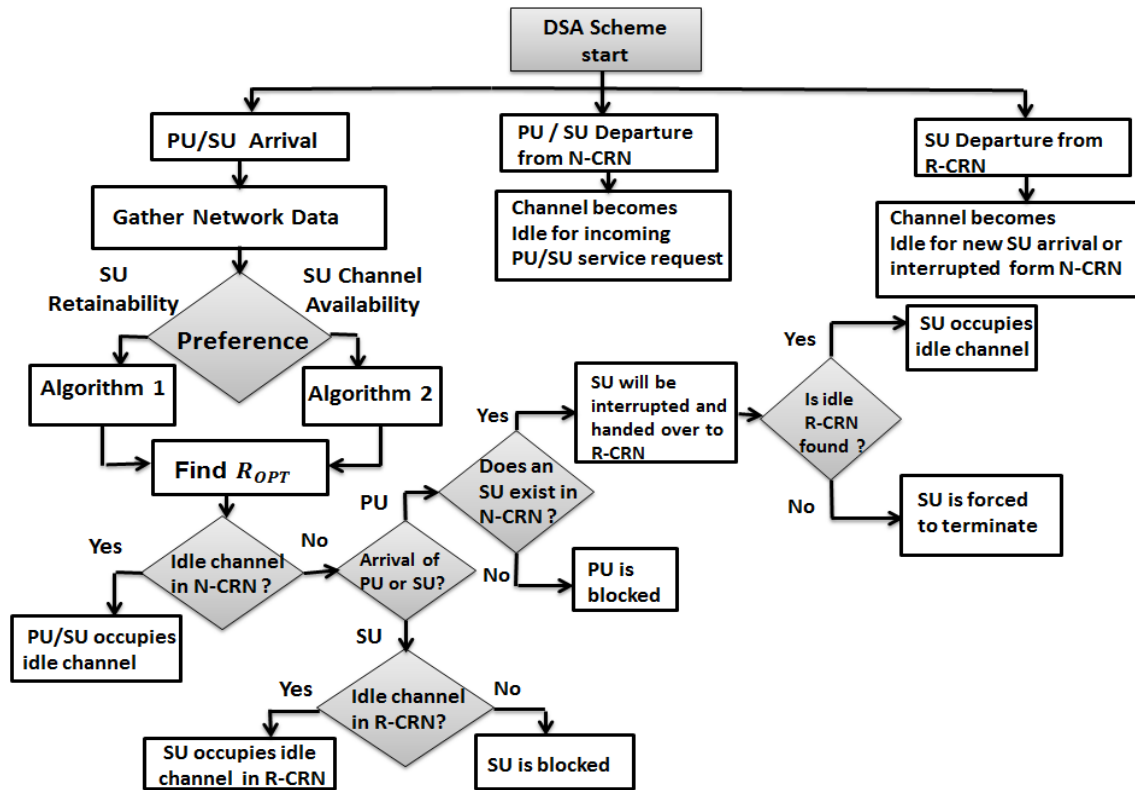 DSA Scheme
start
PU/SU Arrival
PU / SU Departure
from N-CRN
SU Departure from
R-CRN
Gather Network Data
Channel becomes
Idle for incoming
PU/SU service request
Channel becomes
Idle for new SU arrival or
interrupted form N-CRN
SU
Retainability
SU Channel
Availability
Preference
Algorithm 1
Algorithm 2
Find R_OPT
Yes
SU occupies
idle channel
Is idle
R-CRN
found ?
No
SU is forced
to terminate
Yes
SU will be
interrupted and
handed over to
R-CRN
Does an
SU exist in
N-CRN ?
No
PU is
blocked
PU
Yes
Idle channel
in N-CRN ?
No
Arrival of
PU or SU?
PU/SU occupies
idle channel
SU
Yes
Idle channel
in R-CRN?
No
SU occupies idle
channel in R-CRN
SU is blocked